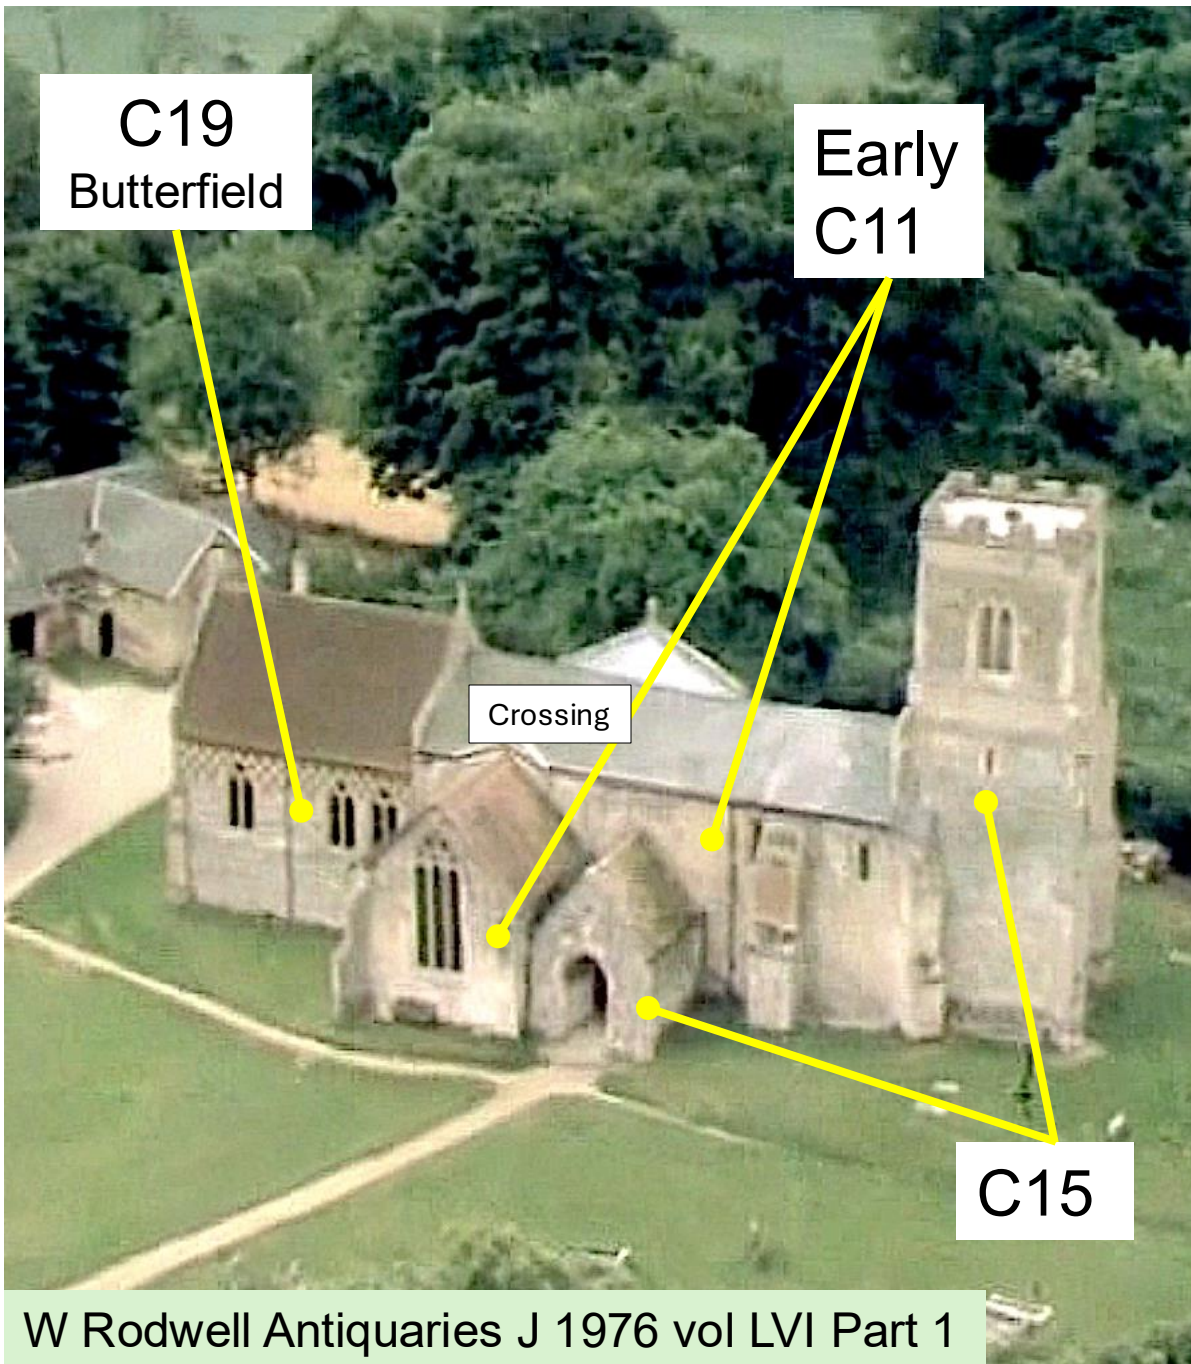 C19
Butterfield
Early
C11
Crossing
C15
W Rodwell Antiquaries J 1976 vol LVI Part 1